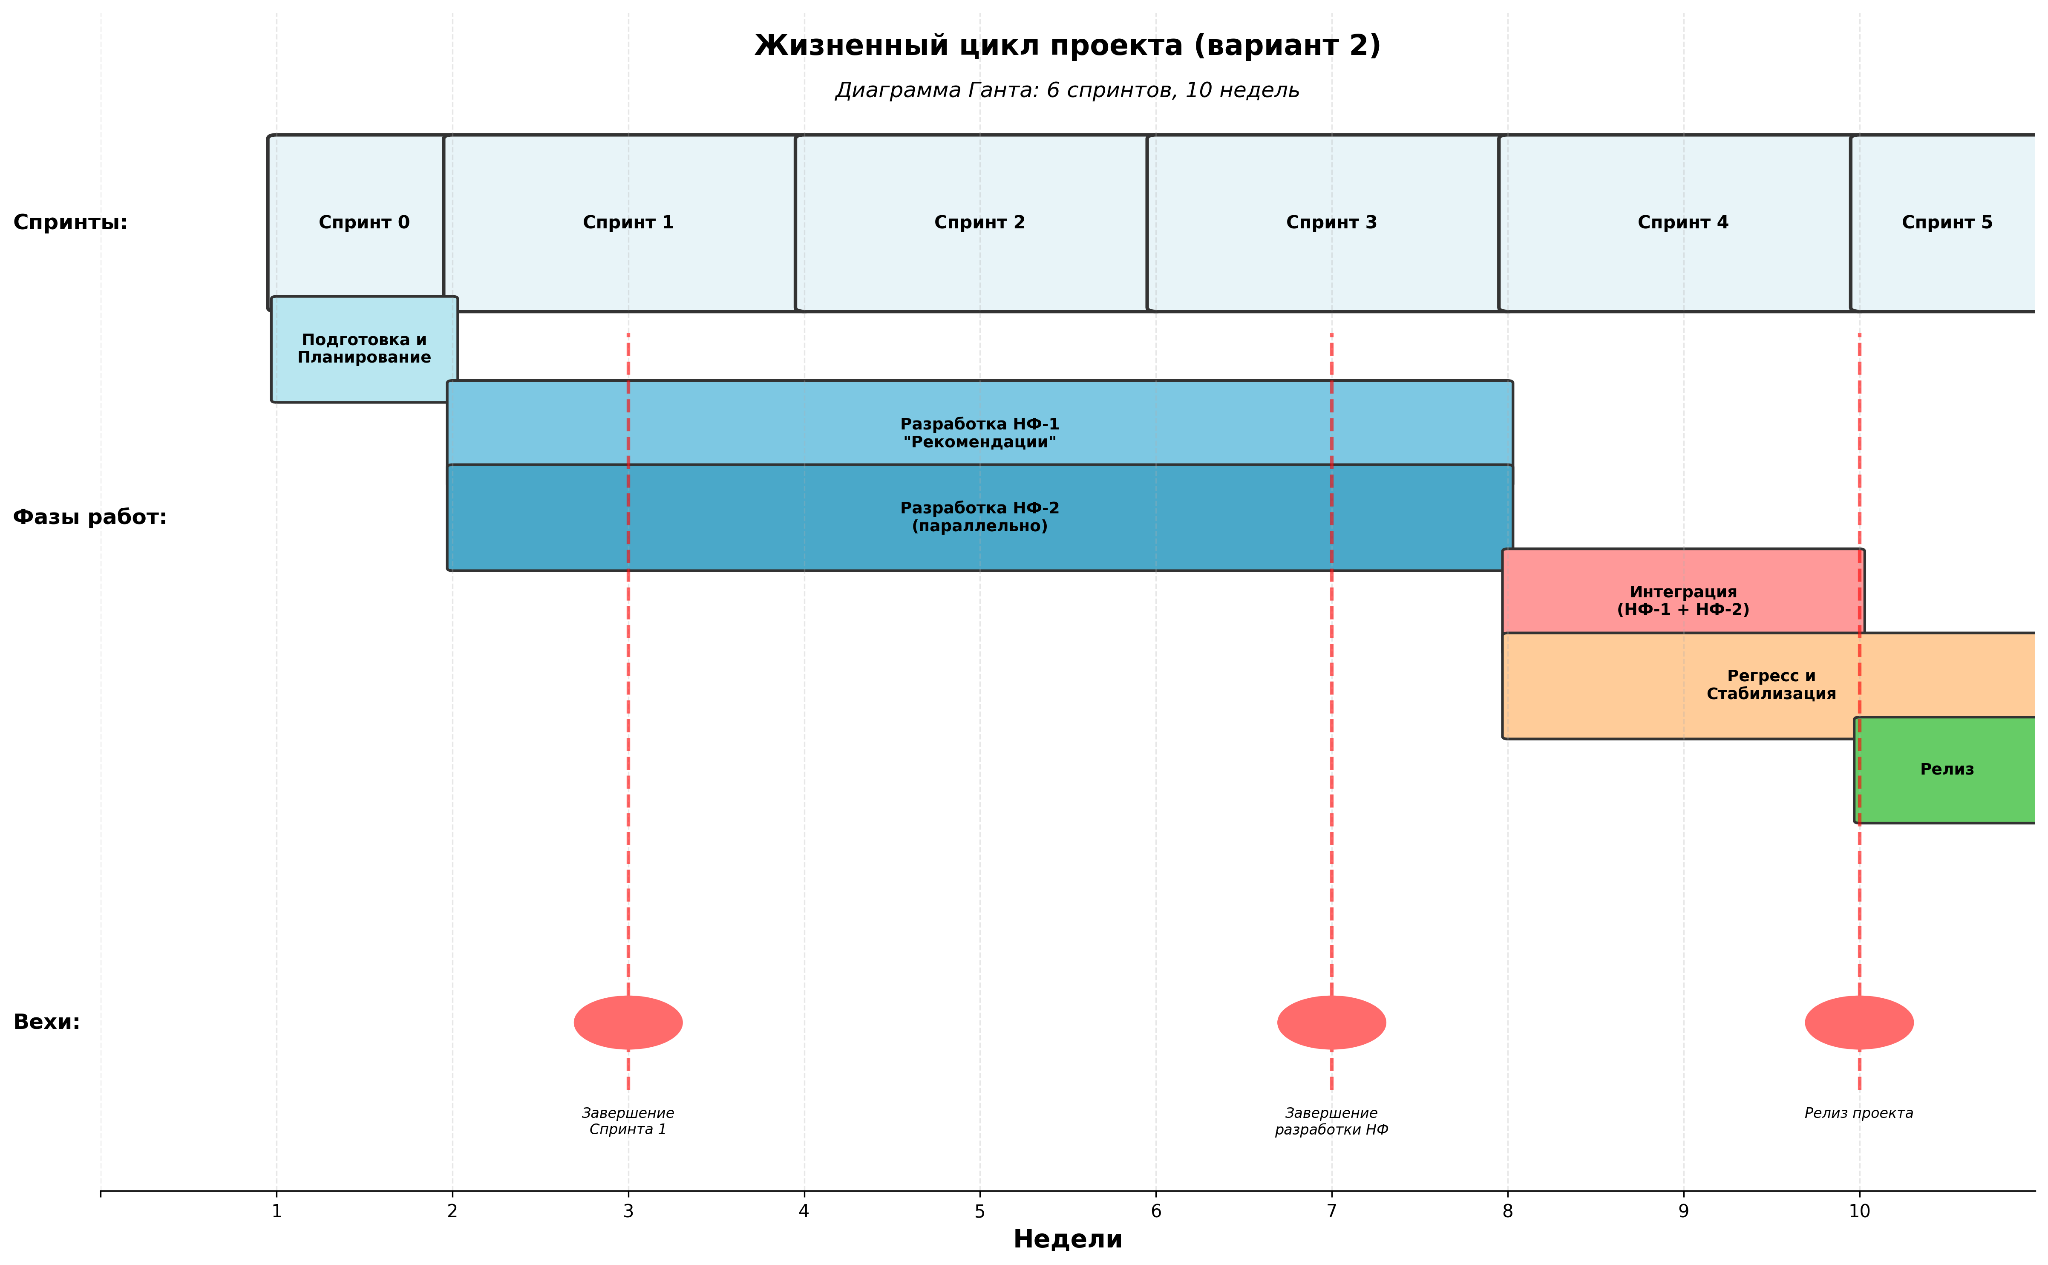 Жизненный цикл проекта (вариант 2)
Диаграмма Ганта: 6 спринтов, 10 недель
Спринты:
Спринт 0
Спринт 1
Спринт 2
Спринт 3
Спринт 4
Спринт 5
Подготовка и
Планирование
Разработка НФ-1
"Рекомендации"
Фазы работ:
Разработка НФ-2
(параллельно)
Интеграция
(НФ-1 + НФ-2)
Регресс и
Стабилизация
Релиз
Вехи:
Завершение
Спринта 1
Завершение
разработки НФ
Релиз проекта
1 2 3 4 5 6 7 8 9 10
Недели